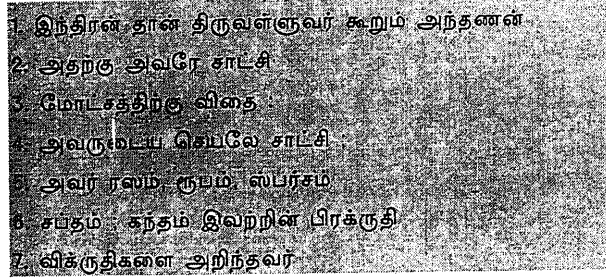 1. இந்திரன் தான் திருவள்ளுவர் கூறும் அந்தணன்
2. அதற்கு அவரே சாட்சி
3. மோட்சத்திற்கு விதை
4. அவருடைய செயலே சாட்சி
5. அவர் ரஸம், ரூபம், ஸ்பர்சம்
6. சப்தம் , கந்தம் இவற்றின் பிரக்ருதி
7. விக்ருதிகளை அறிந்தவர்